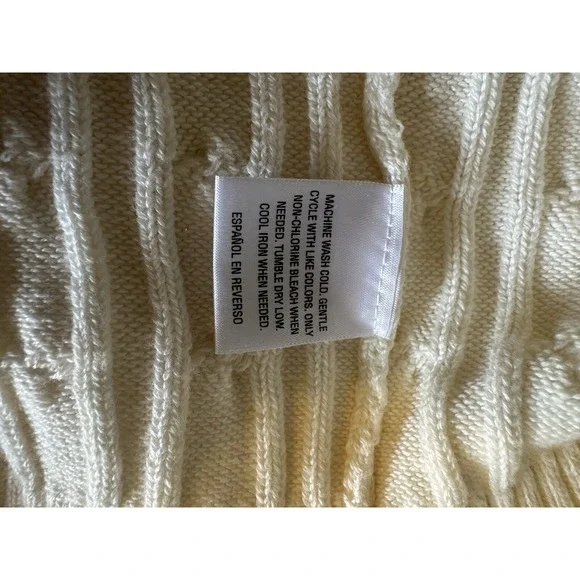 MACHINE WASH COLD. GENTLE
CYCLE WITH LIKE COLORS. ONLY
NON-CHLORINE BLEACH WHEN
NEEDED. TUMBLE DRY LOW.
COOL IRON WHEN NEEDED.
ESPAÑOL EN REVERSO